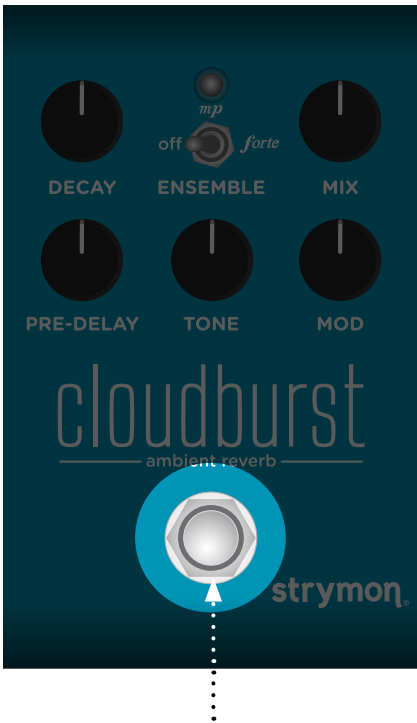 mp
off forte
DECAY ENSEMBLE MIX
PRE-DELAY TONE MOD
cloudburst
ambient reverb
strymon®